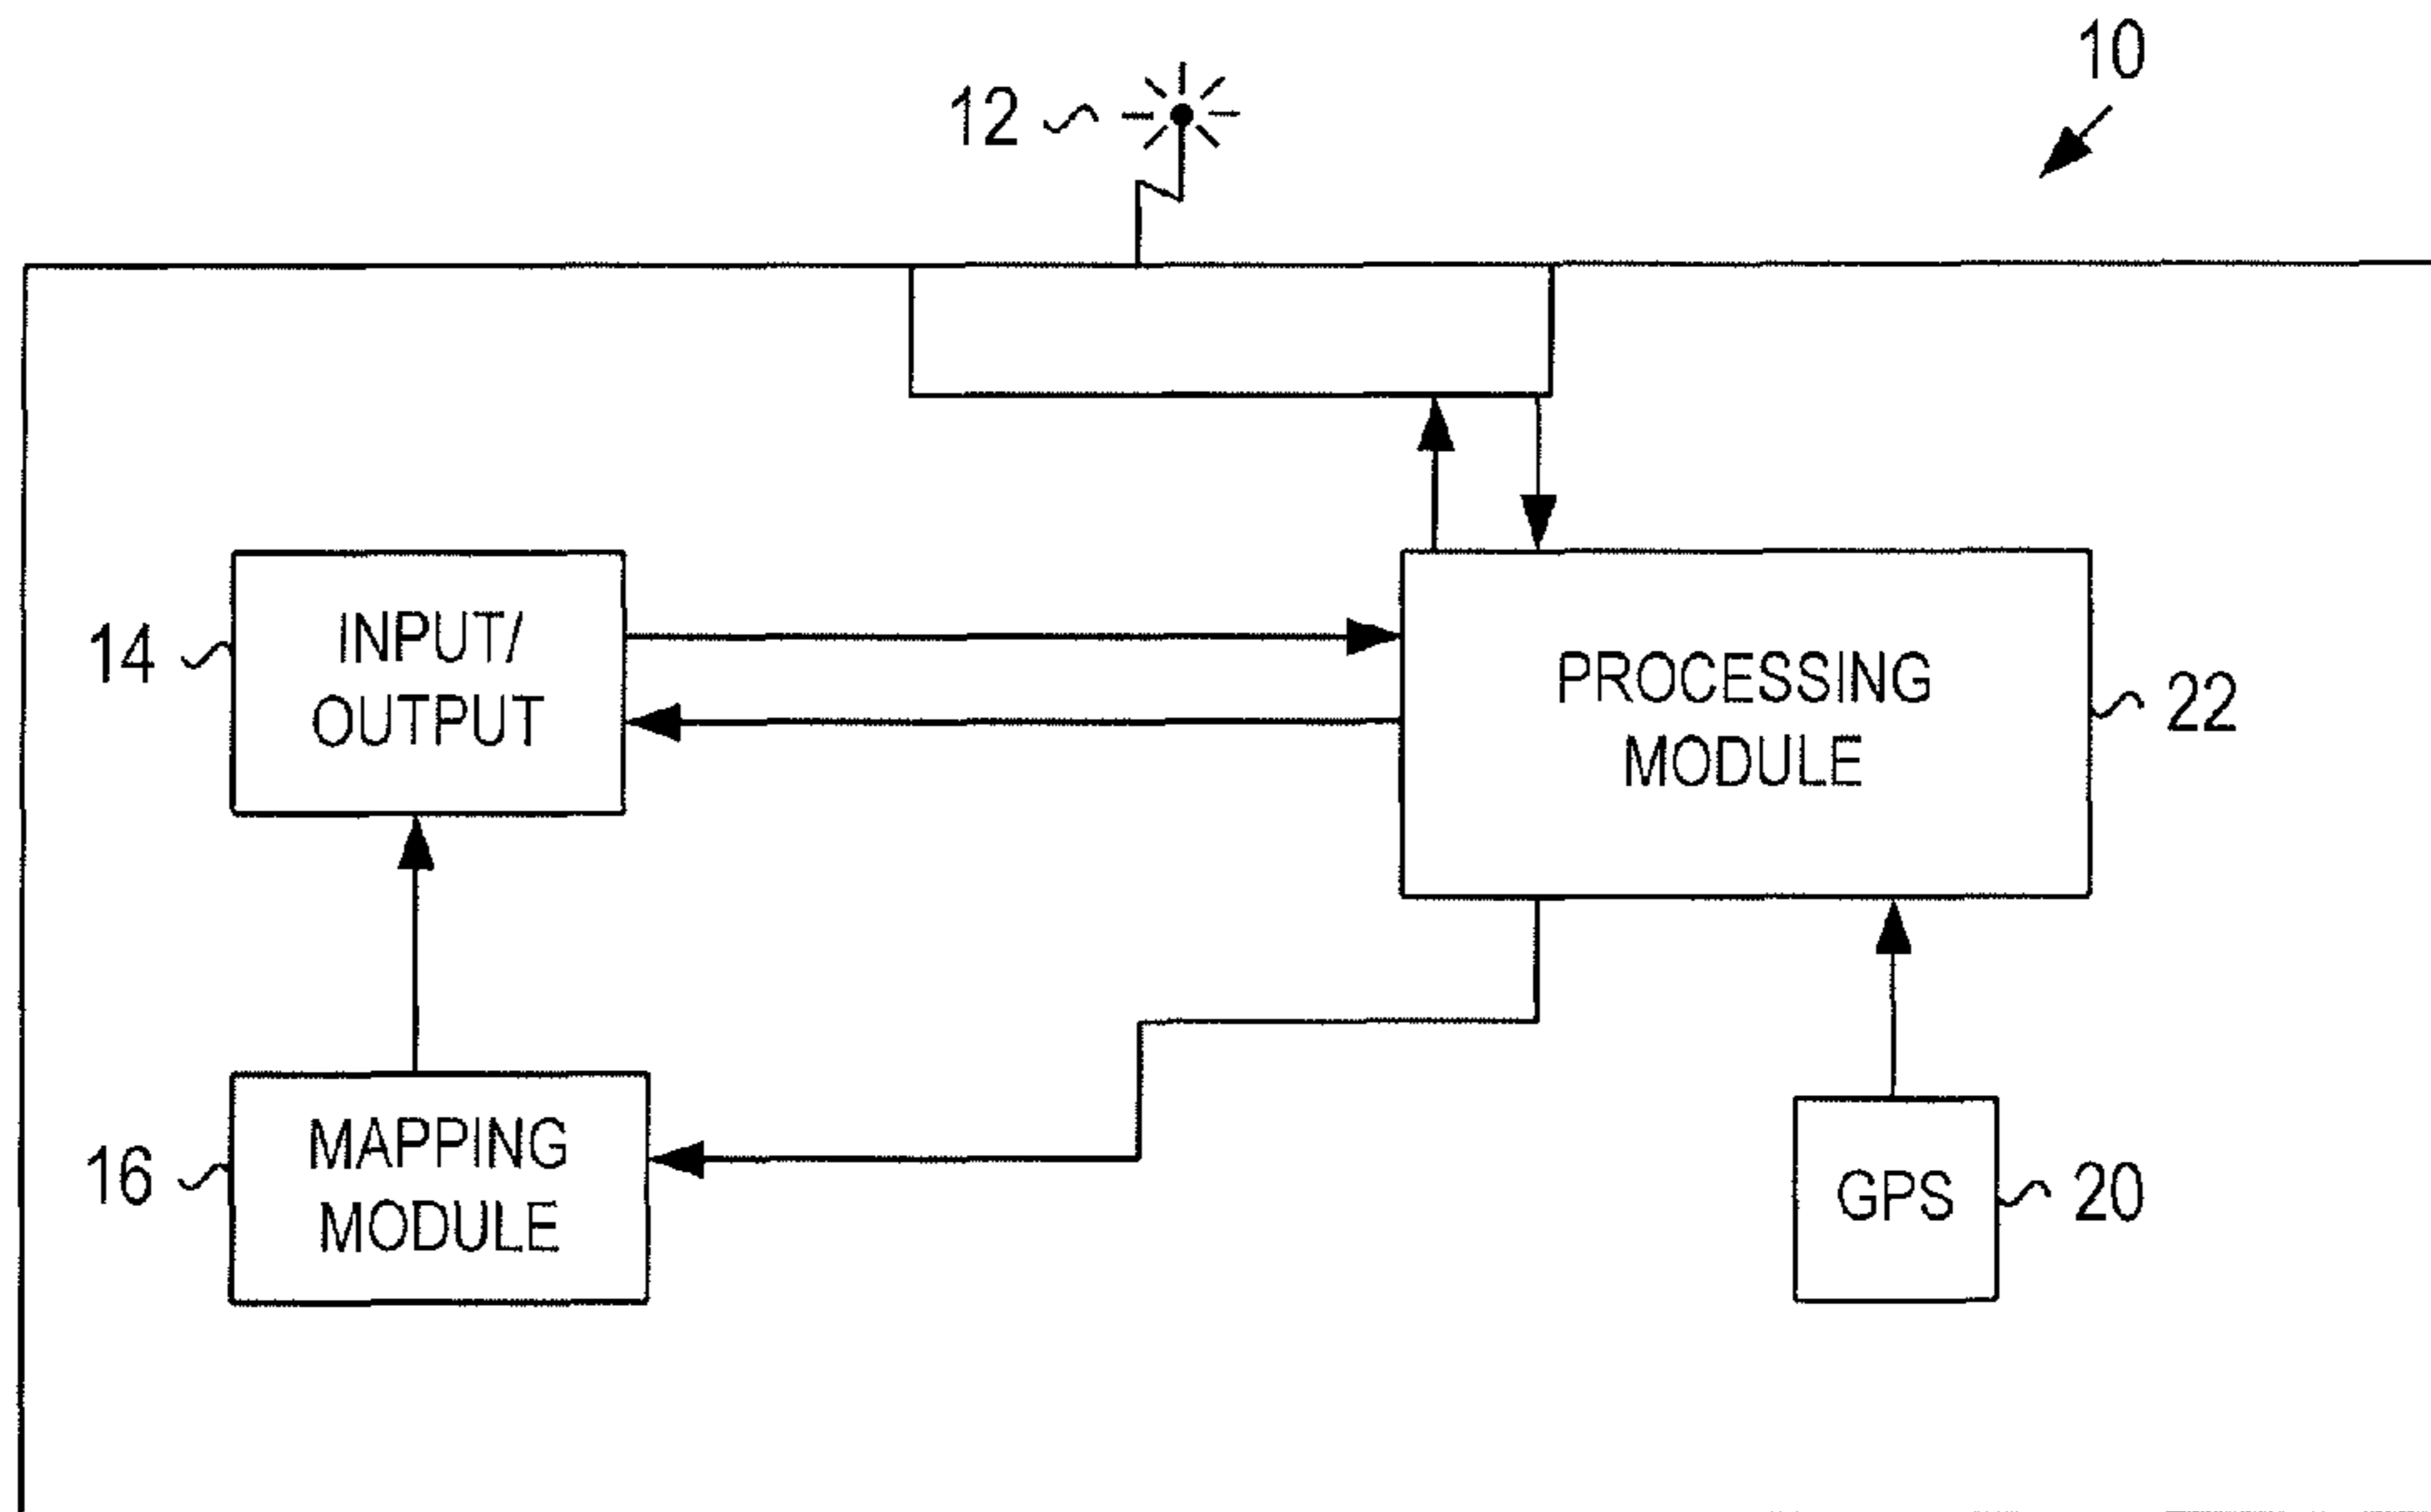 10
12
14
INPUT/
OUTPUT
PROCESSING
MODULE
22
16
MAPPING
MODULE
GPS
20